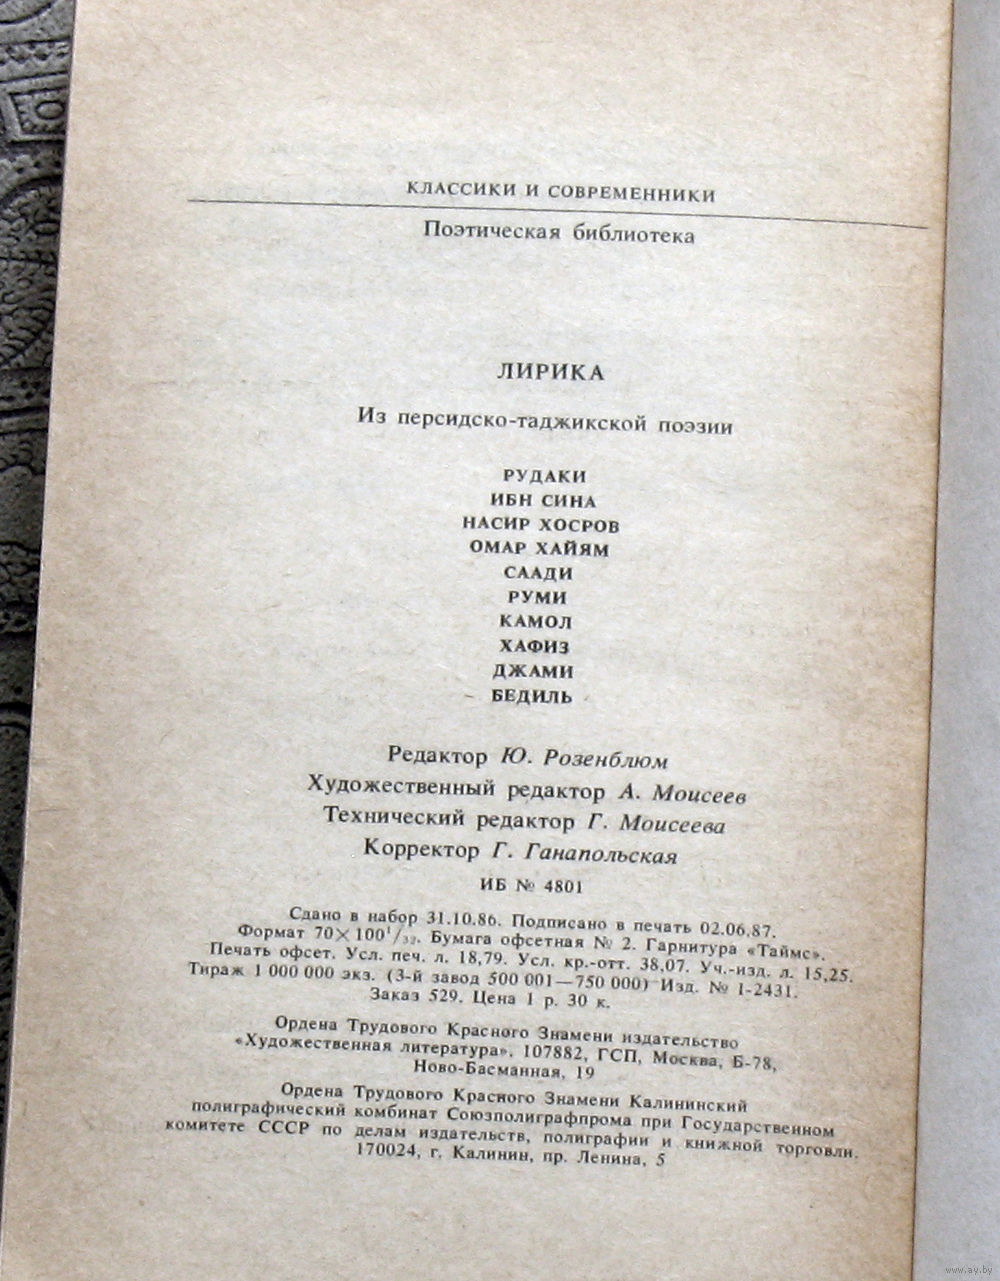 КЛАССИКИ И СОВРЕМЕННИКИ
Поэтическая библиотека
ЛИРИКА
Из персидско-таджикской поэзии
РУДАКИ
ИБН СИНА
НАСИР ХОСРОВ
ОМАР ХАЙЯМ
СААДИ
РУМИ
КАМОЛ
ХАФИЗ
ДЖАМИ
БЕДИЛЬ
Редактор Ю. Розенблюм
Художественный редактор А. Моисеев
Технический редактор Г. Моисеева
Корректор Г. Ганапольская
ИБ № 4801
Сдано в набор 31.10.86. Подписано в печать 02.06.87.
Формат 70×100¹/₃₂. Бумага офсетная № 2. Гарнитура «Таймс».
Печать офсет. Усл. печ. л. 18,79. Усл. кр.-отт. 38,07. Уч.-изд. л. 15,25.
Тираж 1 000 000 экз. (3-й завод 500 001—750 000) Изд. № 1-2431.
Заказ 529. Цена 1 р. 30 к.
Ордена Трудового Красного Знамени издательство
«Художественная литература». 107882, ГСП, Москва, Б-78,
Ново-Басманная, 19
Ордена Трудового Красного Знамени Калининский
полиграфический комбинат Союзполиграфпрома при Государственном
комитете СССР по делам издательств, полиграфии и книжной торговли.
170024, г. Калинин, пр. Ленина, 5
www.ay.by